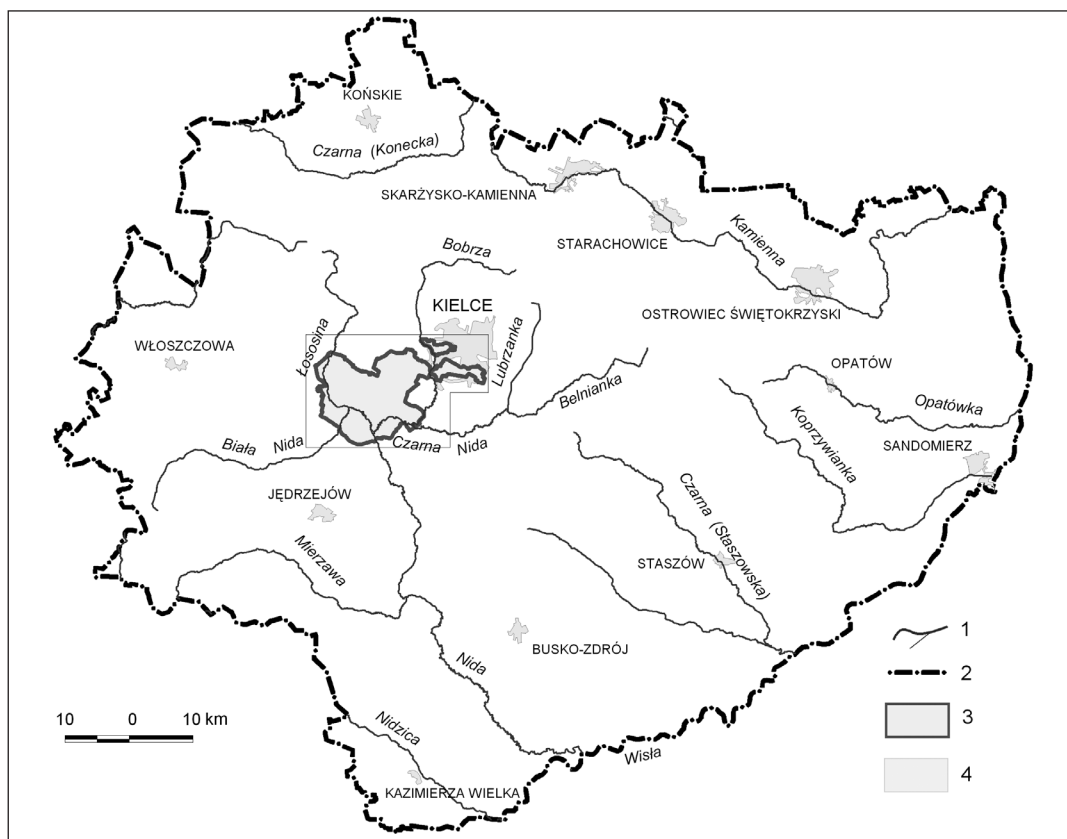 KOŃSKIE
Czarna (Konecka)
SKARŻYSKO-KAMIENNA
STARACHOWICE
Kamienna
Bobrza
KIELCE
OSTROWIEC ŚWIĘTOKRZYSKI
Łososina
Lubrzanka
WŁOSZCZOWA
OPATÓW
Belnianka
Opatówka
Koprzywianka
SANDOMIERZ
Biała Nida
Czarna Nida
JĘDRZEJÓW
Czarna (Staszowska)
Mierzawa
STASZÓW
BUSKO-ZDRÓJ
Nida
1
2
3
4
10 0 10 km
Nidzica
Wisła
KAZIMIERZA WIELKA